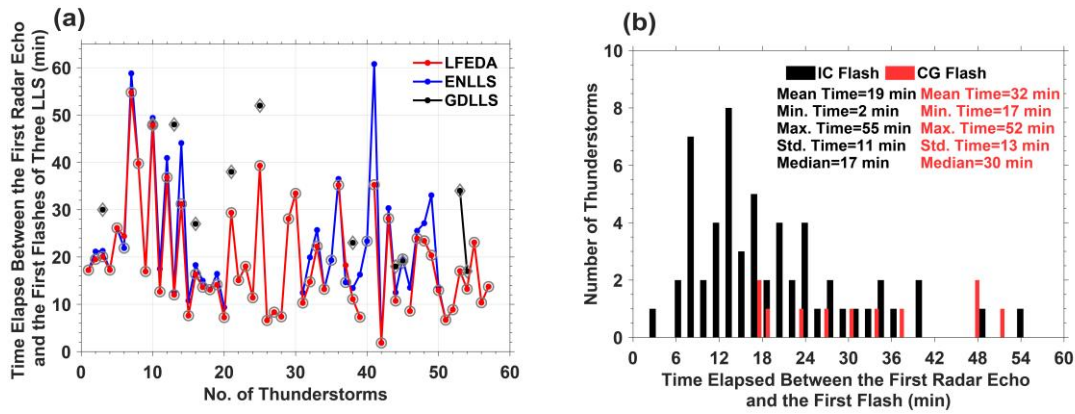 (a)
Time Elapse Between the First Radar Echo
and the First Flashes of Three LLS (min)
60
50
40
30
20
10
0
LFEDA
ENLLS
GDLLS
0 10 20 30 40 50 60
No. of Thunderstorms
(b)
Number of Thunderstorms
10
8
6
4
2
0
IC Flash CG Flash
Mean Time=19 min Mean Time=32 min
Min. Time=2 min Min. Time=17 min
Max. Time=55 min Max. Time=52 min
Std. Time=11 min Std. Time=13 min
Median=17 min Median=30 min
0 6 12 18 24 30 36 42 48 54 60
Time Elapsed Between the First Radar Echo
and the First Flash (min)